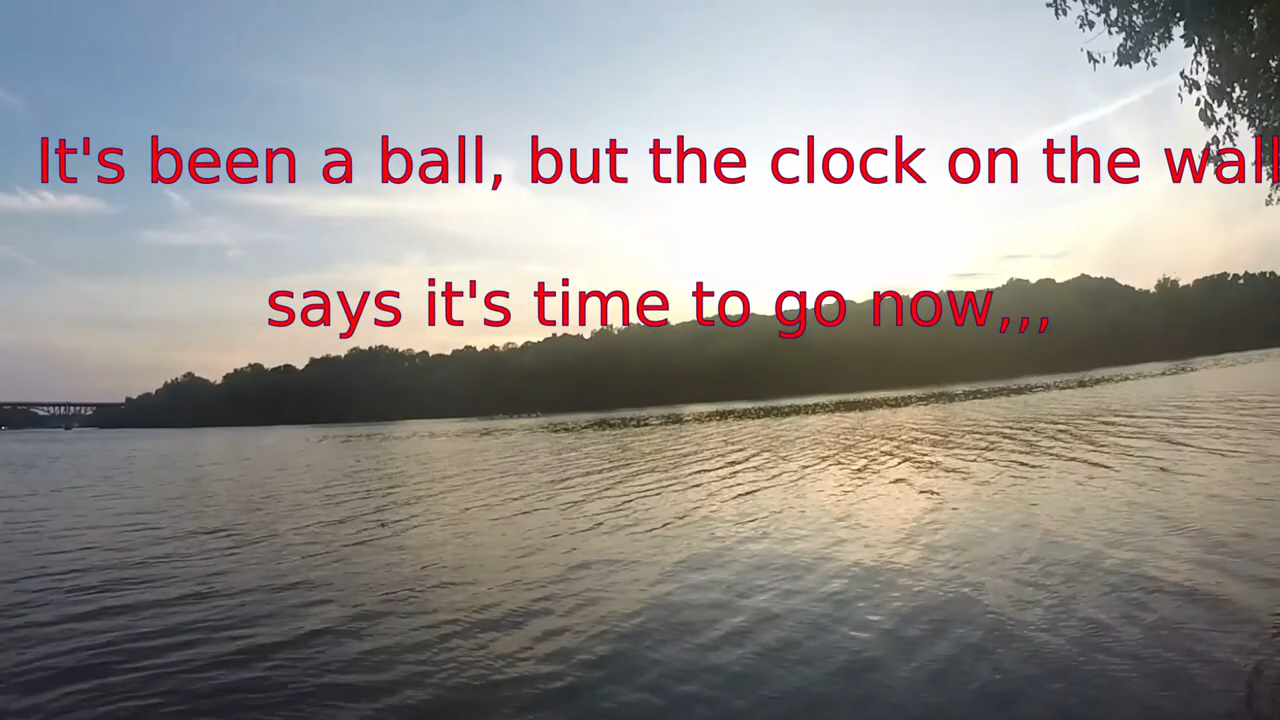 It's been a ball, but the clock on the wall
says it's time to go now,,,